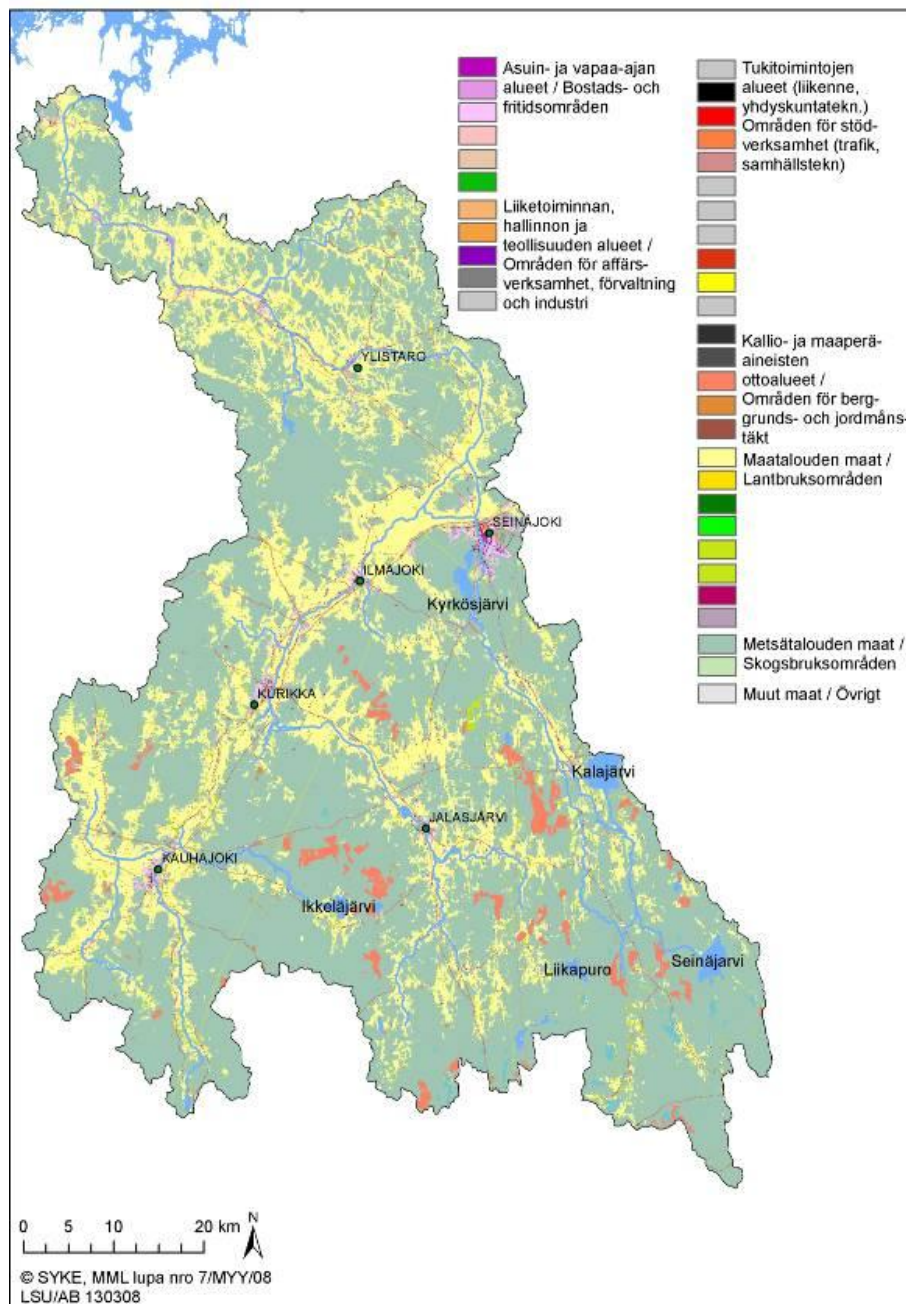 Asuin- ja vapaa-ajan
alueet / Bostads- och
fritidsområden
Liiketoiminnan,
hallinnon ja
teollisuuden alueet /
Områden för affärs-
verksamhet, förvaltning
och industri
Tukitoimintojen
alueet (liikenne,
yhdyskuntatekn.)
Områden för stöd-
verksamhet (trafik,
samhällstekn)
Kallio- ja maaperä-
aineisten
ottoalueet /
Områden för berg-
grunds- och jordmåns-
täkt
Maatalouden maat /
Lantbruksområden
Metsätalouden maat /
Skogsbruksområden
Muut maat / Övrigt
YLISTARO
SEINÄJOKI
ILMAJOKI
Kyrkösjärvi
KURIKKA
Kalajärvi
JALASJÄRVI
KAUHAJOKI
Ikkeläjärvi
Liikapuro
Seinäjarvi
0 5 10 20 km
N
© SYKE, MML lupa nro 7/MYY/08
LSU/AB 130308